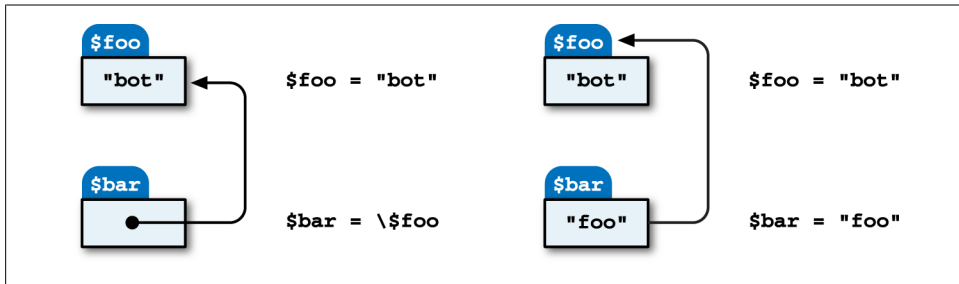 $foo
"bot"
$foo = "bot"
$bar
$bar = \$foo
$foo
"bot"
$foo = "bot"
$bar
"foo"
$bar = "foo"